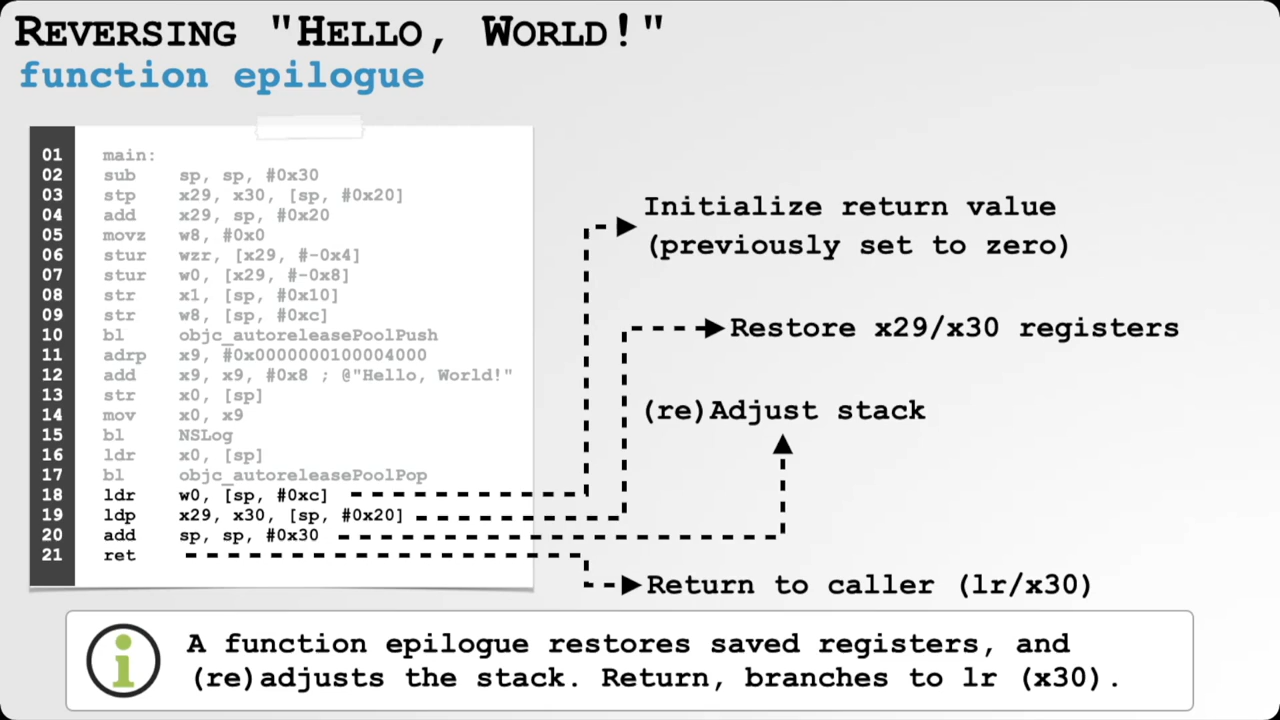 REVERSING "HELLO, WORLD!"
function epilogue
01 main:
02 sub sp, sp, #0x30
03 stp x29, x30, [sp, #0x20]
04 add x29, sp, #0x20
05 movz w8, #0x0
06 stur wzr, [x29, #-0x4]
07 stur w0, [x29, #-0x8]
08 str x1, [sp, #0x10]
09 str w8, [sp, #0xc]
10 bl objc_autoreleasePoolPush
11 adrp x9, #0x0000000100004000
12 add x9, x9, #0x8 ; @"Hello, World!"
13 str x0, [sp]
14 mov x0, x9
15 bl NSLog
16 ldr x0, [sp]
17 bl objc_autoreleasePoolPop
18 ldr w0, [sp, #0xc]
19 ldp x29, x30, [sp, #0x20]
20 add sp, sp, #0x30
21 ret
Initialize return value
(previously set to zero)
Restore x29/x30 registers
(re)Adjust stack
Return to caller (lr/x30)
A function epilogue restores saved registers, and
(re)adjusts the stack. Return, branches to lr (x30).